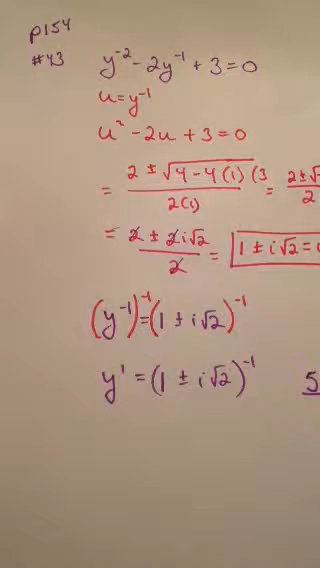 p154
#43
y⁻² - 2y⁻¹ + 3 = 0
u = y⁻¹
u² - 2u + 3 = 0
= 2 ± √4 - 4(1)(3 / 2(1) = 2 ± √ / 2
= 2 ± 2i√2 / 2 = 1 ± i√2 =
(y⁻¹)⁻¹ = (1 ± i√2)⁻¹
y' = (1 ± i√2)⁻¹ 5